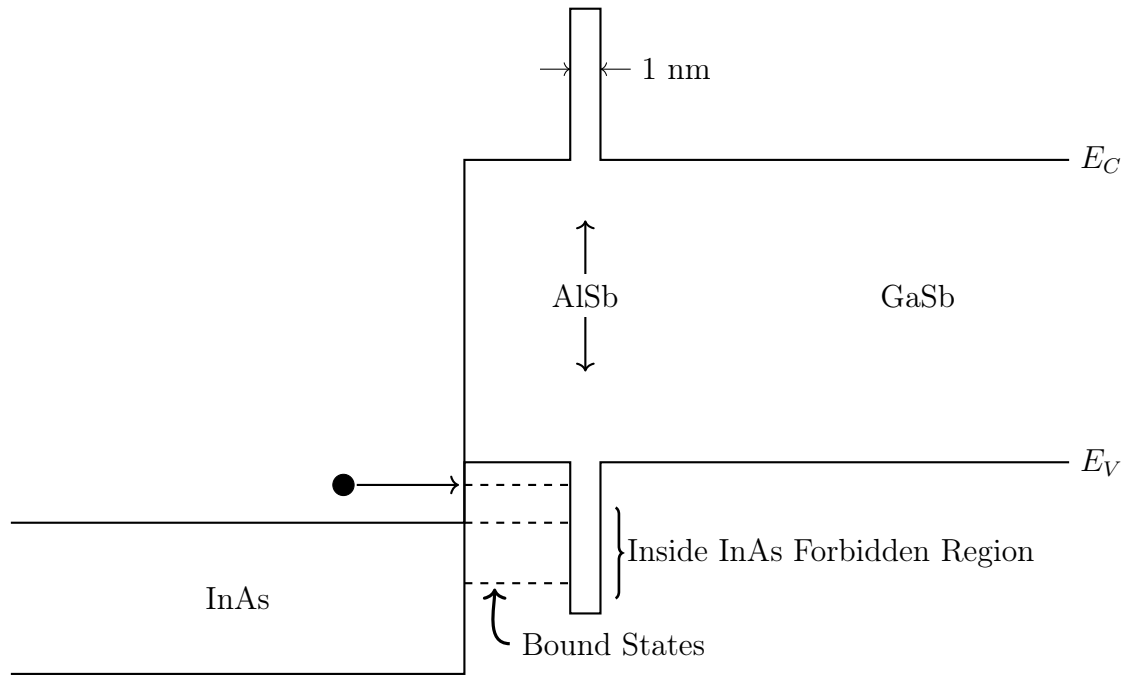 1 nm
E_C
AlSb
GaSb
E_V
Inside InAs Forbidden Region
InAs
Bound States